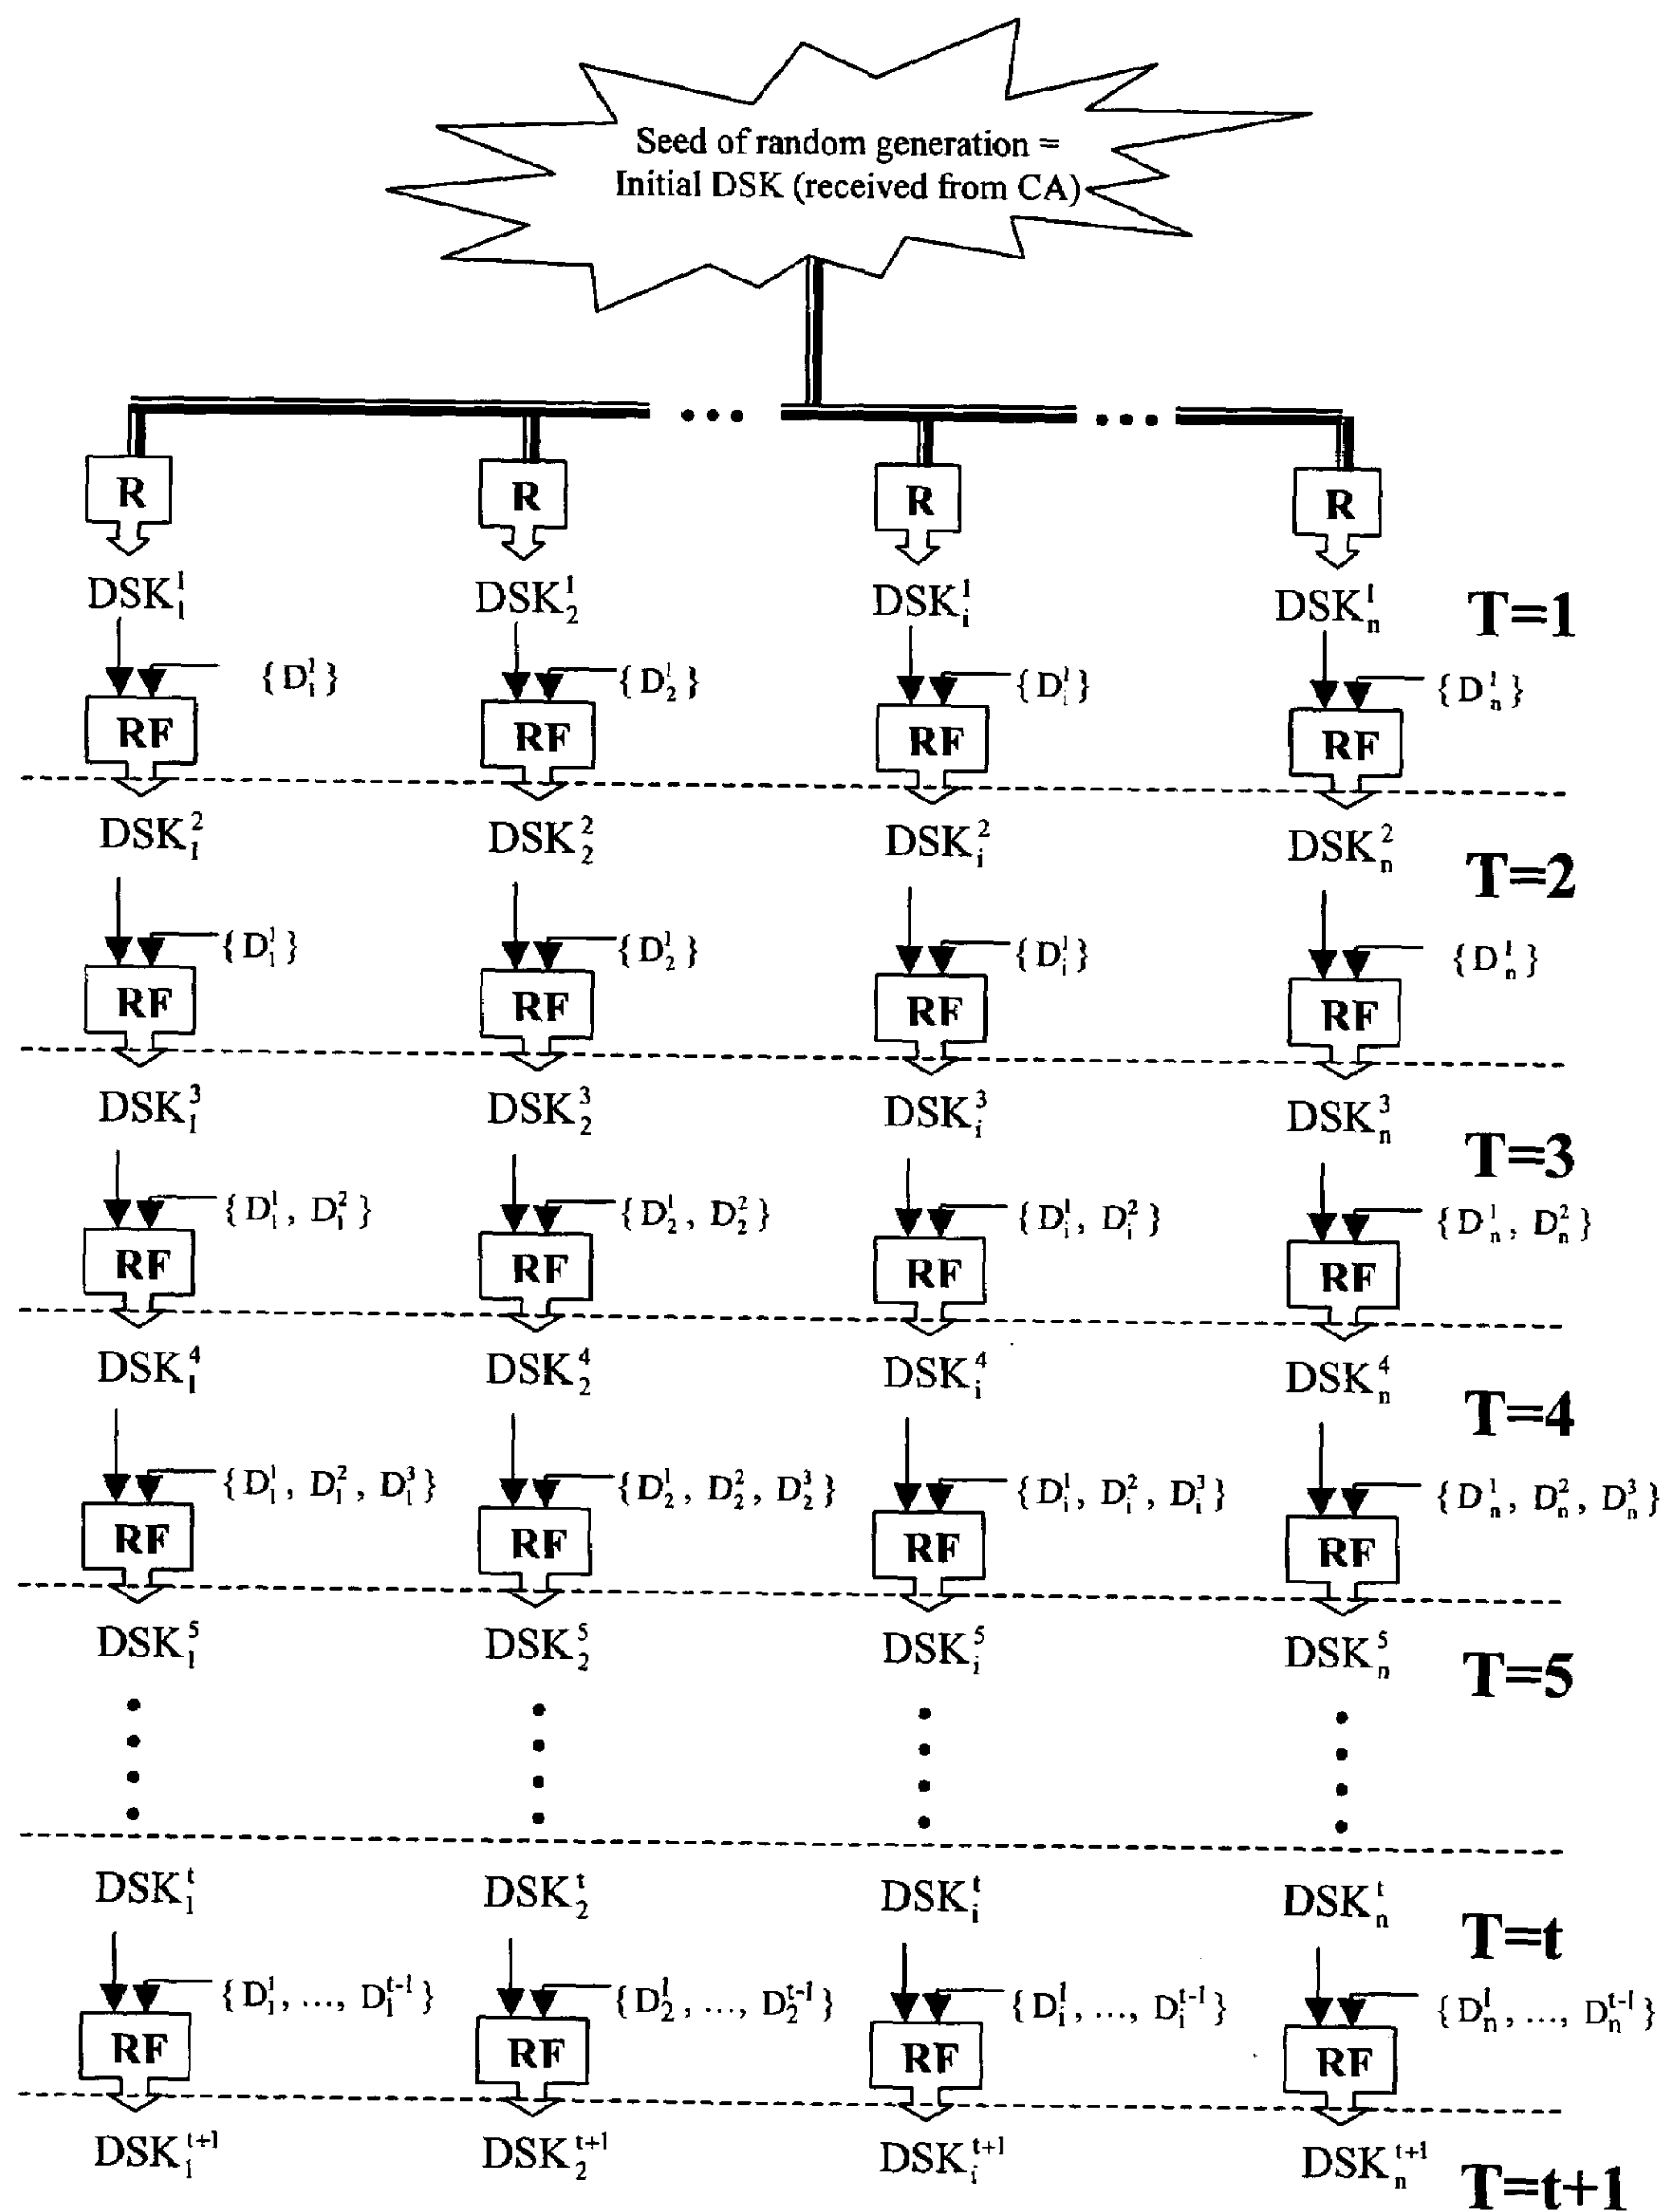 Seed of random generation =
Initial DSK (received from CA)
... ...
R R R R
DSK₁¹ DSK₂¹ DSKᵢ¹ DSKₙ¹ T=1
{D₁¹} {D₂¹} {Dᵢ¹} {Dₙ¹}
RF RF RF RF
DSK₁² DSK₂² DSKᵢ² DSKₙ² T=2
{D₁¹} {D₂¹} {Dᵢ¹} {Dₙ¹}
RF RF RF RF
DSK₁³ DSK₂³ DSKᵢ³ DSKₙ³ T=3
{D₁¹, D₁²} {D₂¹, D₂²} {Dᵢ¹, Dᵢ²} {Dₙ¹, Dₙ²}
RF RF RF RF
DSK₁⁴ DSK₂⁴ DSKᵢ⁴ DSKₙ⁴ T=4
{D₁¹, D₁², D₁³} {D₂¹, D₂², D₂³} {Dᵢ¹, Dᵢ², Dᵢ³} {Dₙ¹, Dₙ², Dₙ³}
RF RF RF RF
DSK₁⁵ DSK₂⁵ DSKᵢ⁵ DSKₙ⁵ T=5
DSK₁ᵗ DSK₂ᵗ DSKᵢᵗ DSKₙᵗ T=t
{D₁¹, ..., D₁ᵗ⁻¹} {D₂¹, ..., D₂ᵗ⁻¹} {Dᵢ¹, ..., Dᵢᵗ⁻¹} {Dₙ¹, ..., Dₙᵗ⁻¹}
RF RF RF RF
DSK₁ᵗ⁺¹ DSK₂ᵗ⁺¹ DSKᵢᵗ⁺¹ DSKₙᵗ⁺¹ T=t+1